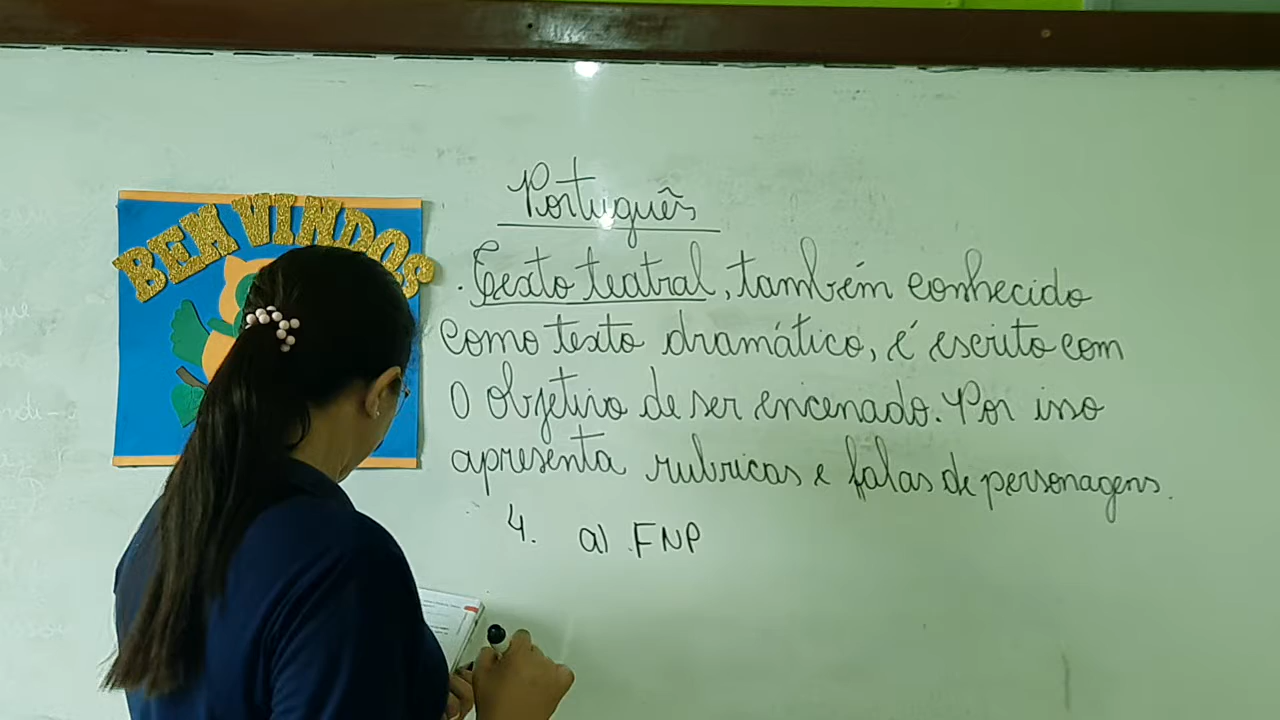 BEM VINDOS
Português
. Texto teatral, também conhecido
como texto dramático, é escrito com
o objetivo de ser encenado. Por isso
apresenta rubricas e falas de personagens.
4. a) FNP